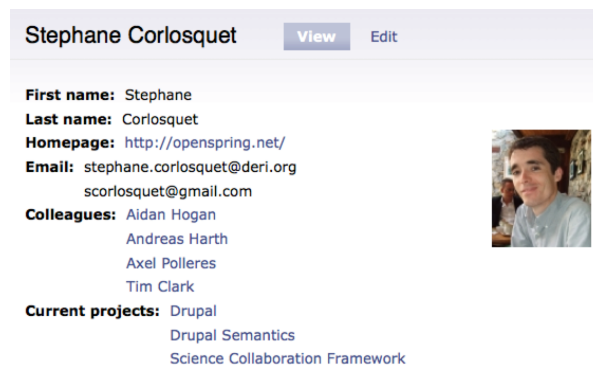 Stephane Corlosquet View Edit
First name: Stephane
Last name: Corlosquet
Homepage: http://openspring.net/
Email: stephane.corlosquet@deri.org
scorlosquet@gmail.com
Colleagues: Aidan Hogan
Andreas Harth
Axel Polleres
Tim Clark
Current projects: Drupal
Drupal Semantics
Science Collaboration Framework